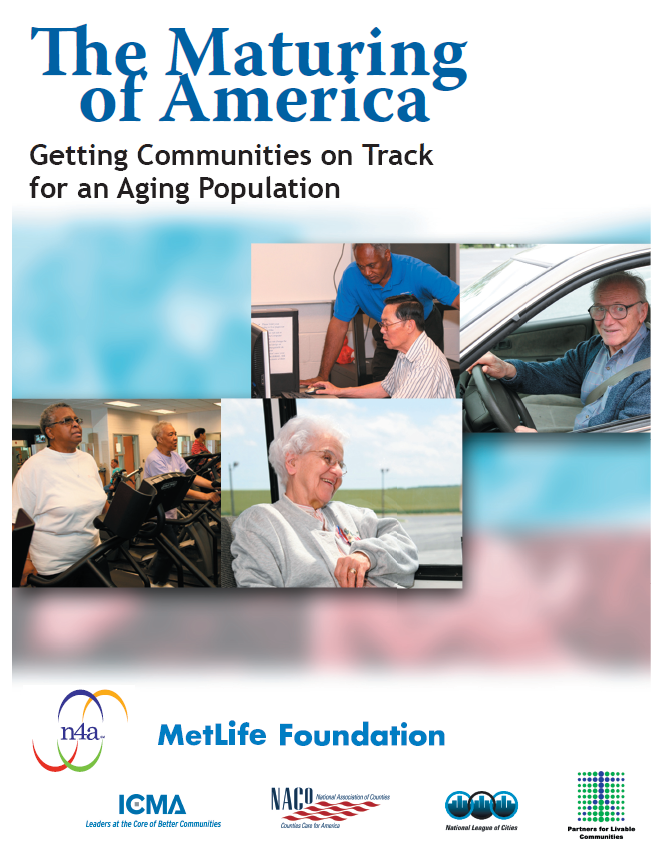 The Maturing
of America
Getting Communities on Track
for an Aging Population
n4a
MetLife Foundation
ICMA
Leaders at the Core of Better Communities
NACo National Association of Counties
Counties Care for America
National League of Cities
Partners for Livable
Communities